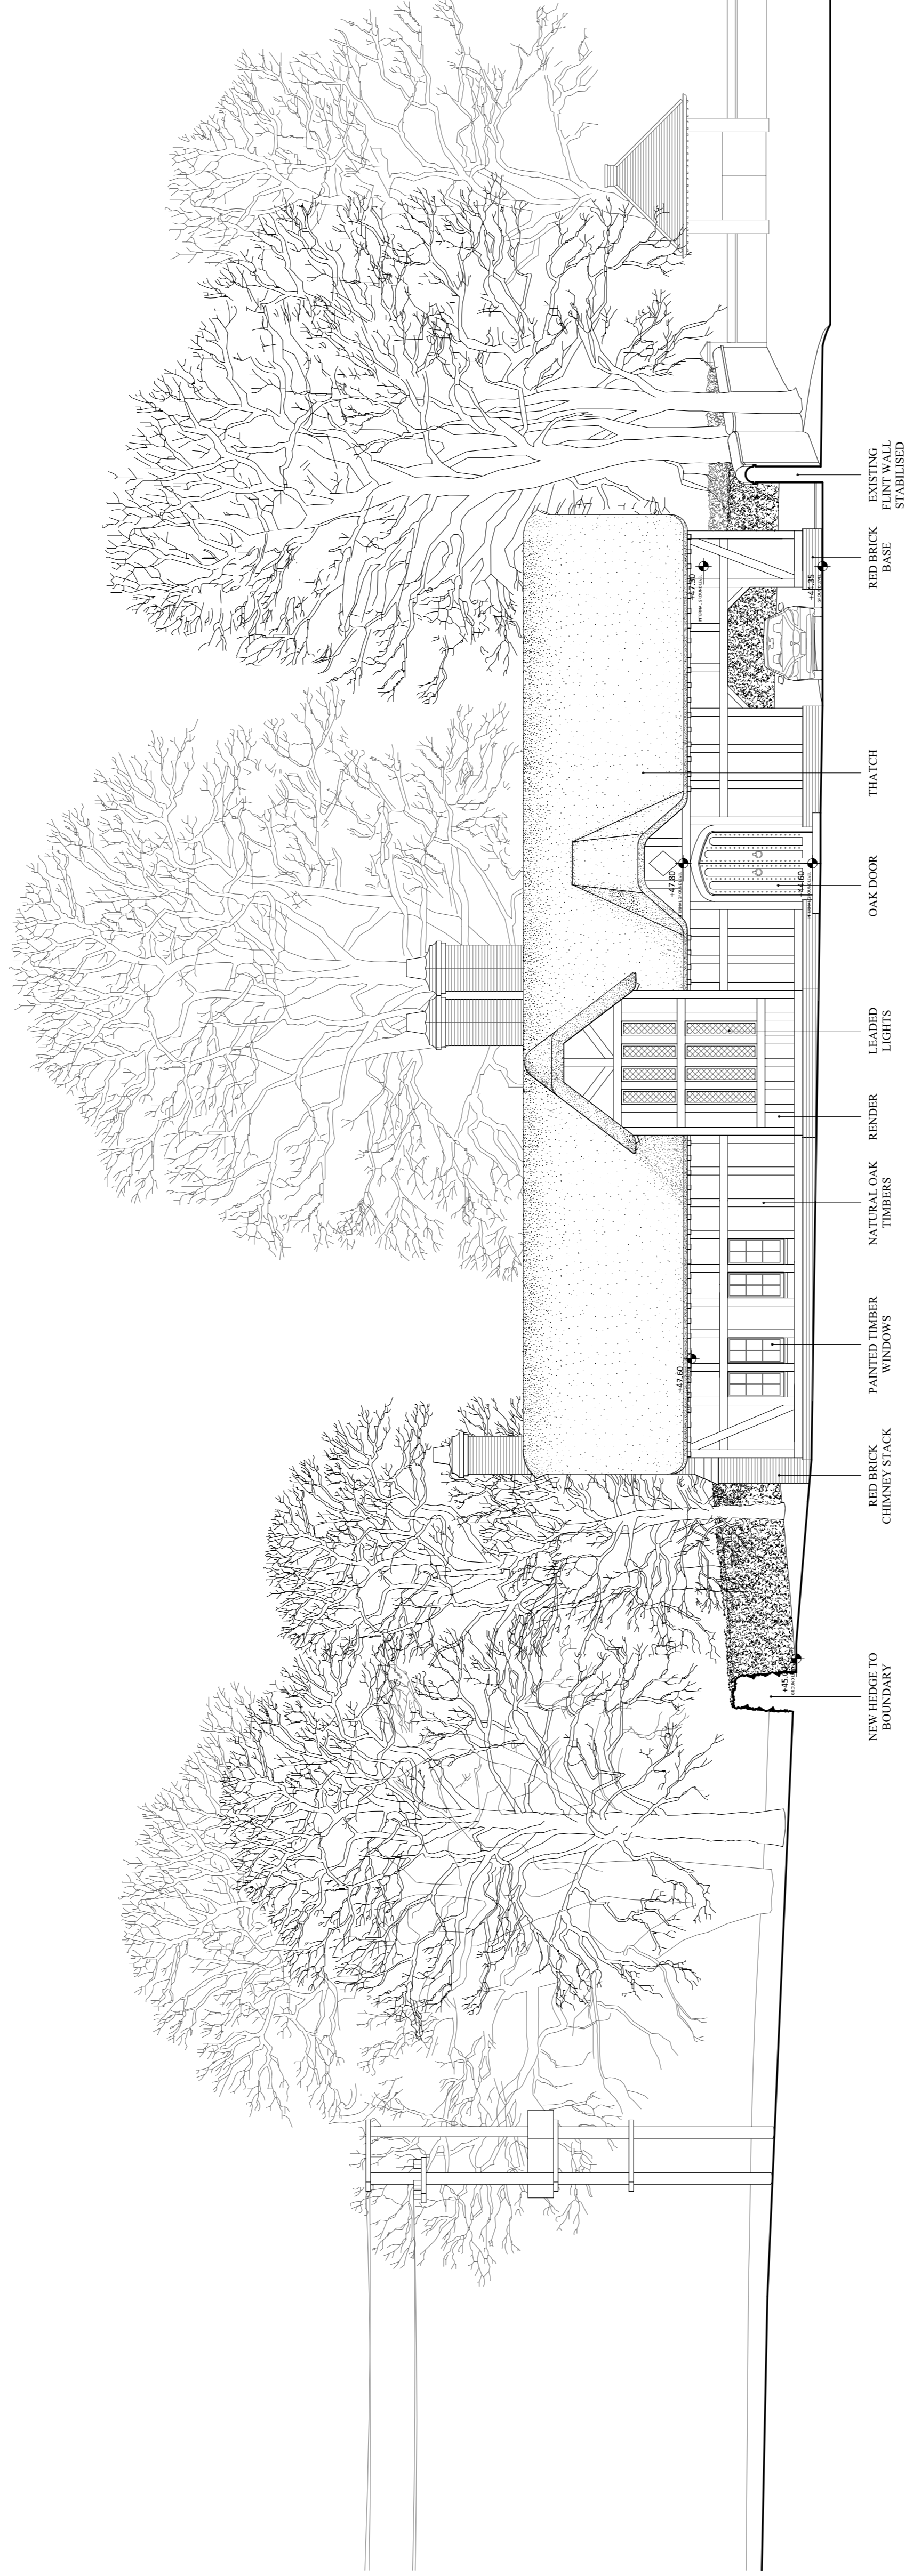 +47.60
+47.80
+47.30
+44.60
+44.35
NEW HEDGE TO
BOUNDARY
RED BRICK
CHIMNEY STACK
PAINTED TIMBER
WINDOWS
NATURAL OAK
TIMBERS
RENDER
LEADED
LIGHTS
OAK DOOR
THATCH
RED BRICK
BASE
EXISTING
FLINT WALL
STABILISED